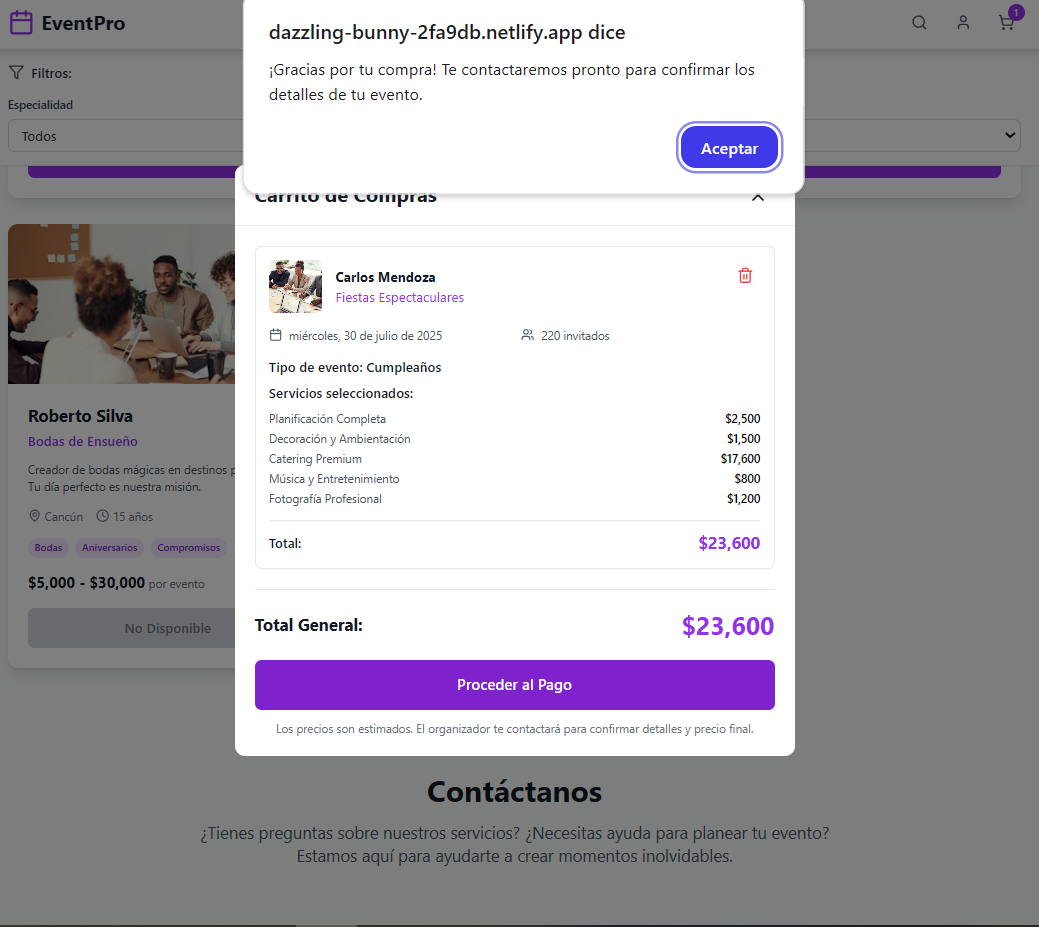 EventPro
1
dazzling-bunny-2fa9db.netlify.app dice
¡Gracias por tu compra! Te contactaremos pronto para confirmar los
detalles de tu evento.
Aceptar
Filtros:
Especialidad
Todos
Carrito de Compras
Carlos Mendoza
Fiestas Espectaculares
miércoles, 30 de julio de 2025
220 invitados
Tipo de evento: Cumpleaños
Servicios seleccionados:
Planificación Completa $2,500
Decoración y Ambientación $1,500
Catering Premium $17,600
Música y Entretenimiento $800
Fotografía Profesional $1,200
Total: $23,600
Total General: $23,600
Proceder al Pago
Los precios son estimados. El organizador te contactará para confirmar detalles y precio final.
Roberto Silva
Bodas de Ensueño
Creador de bodas mágicas en destinos
Tu día perfecto es nuestra misión.
Cancún 15 años
Bodas Aniversarios Compromisos
$5,000 - $30,000 por evento
No Disponible
Contáctanos
¿Tienes preguntas sobre nuestros servicios? ¿Necesitas ayuda para planear tu evento?
Estamos aquí para ayudarte a crear momentos inolvidables.